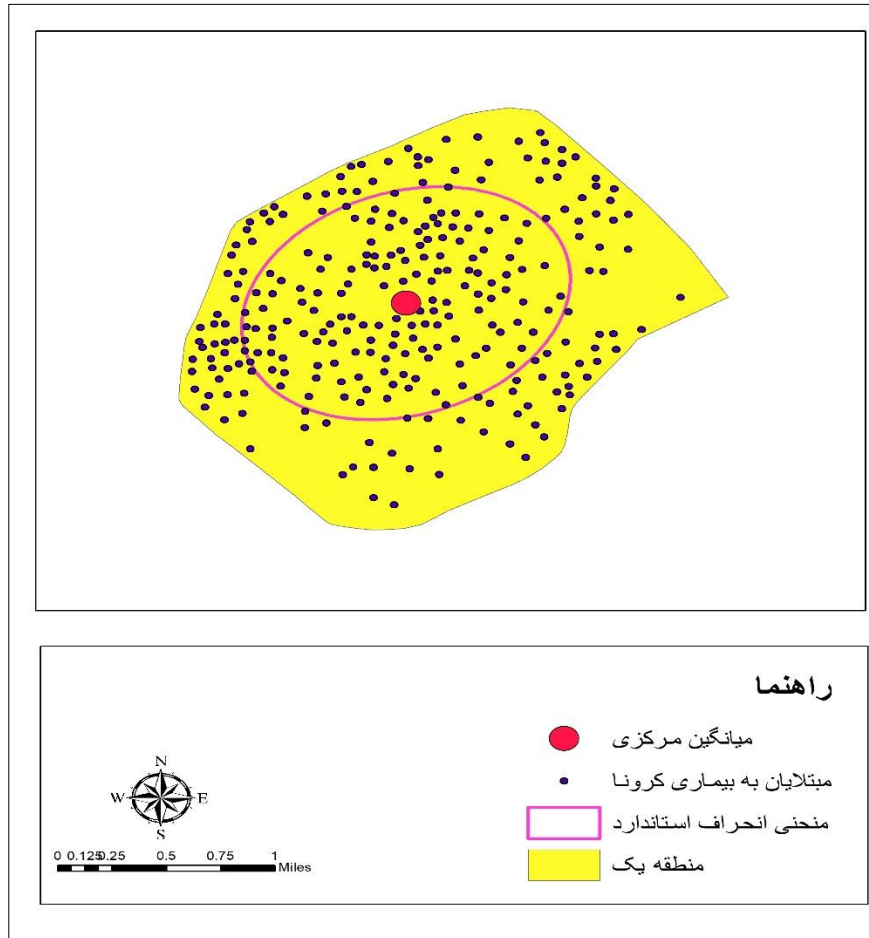 راهنما
میانگین مرکزی
مبتلایان به بیماری کرونا
منحنی انحراف استاندارد
منطقه یک
N
W E
S
0 0.125 0.25 0.5 0.75 1
Miles